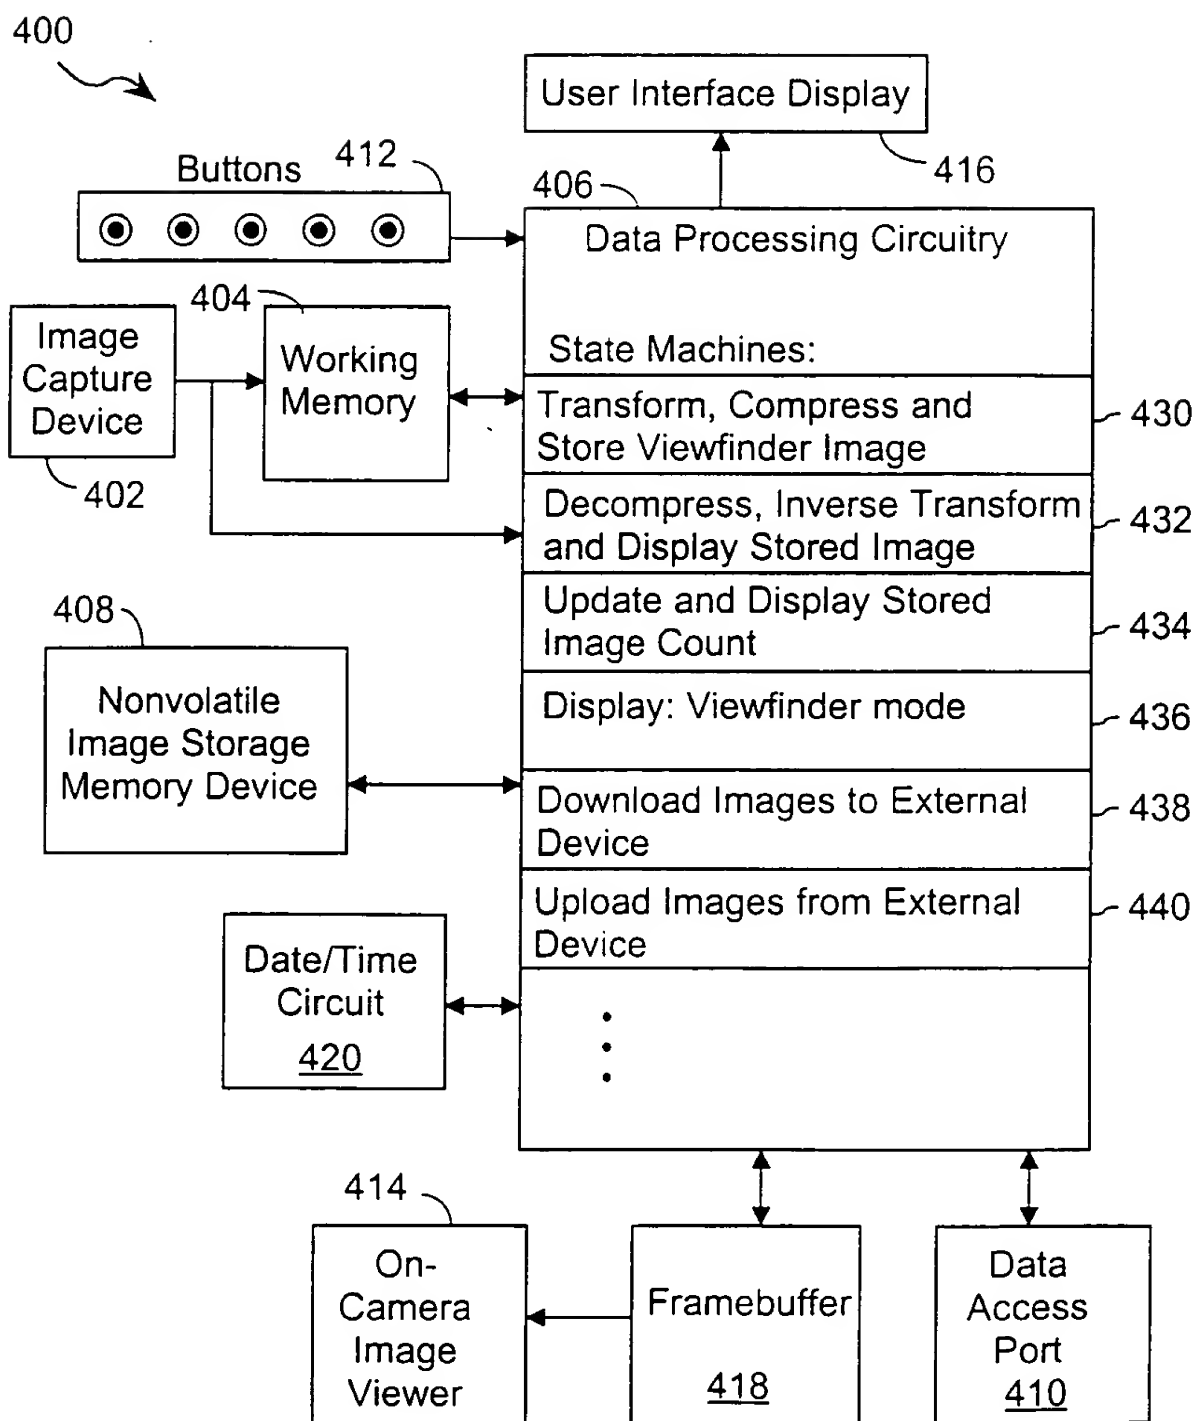 400
User Interface Display
416
Buttons
412
406
Data Processing Circuitry
State Machines:
404
Image
Capture
Device
402
Working
Memory
Transform, Compress and
Store Viewfinder Image
430
Decompress, Inverse Transform
and Display Stored Image
432
Update and Display Stored
Image Count
434
408
Nonvolatile
Image Storage
Memory Device
Display: Viewfinder mode
436
Download Images to External
Device
438
Upload Images from External
Device
440
Date/Time
Circuit
420
414
On-
Camera
Image
Viewer
Framebuffer
418
Data
Access
Port
410